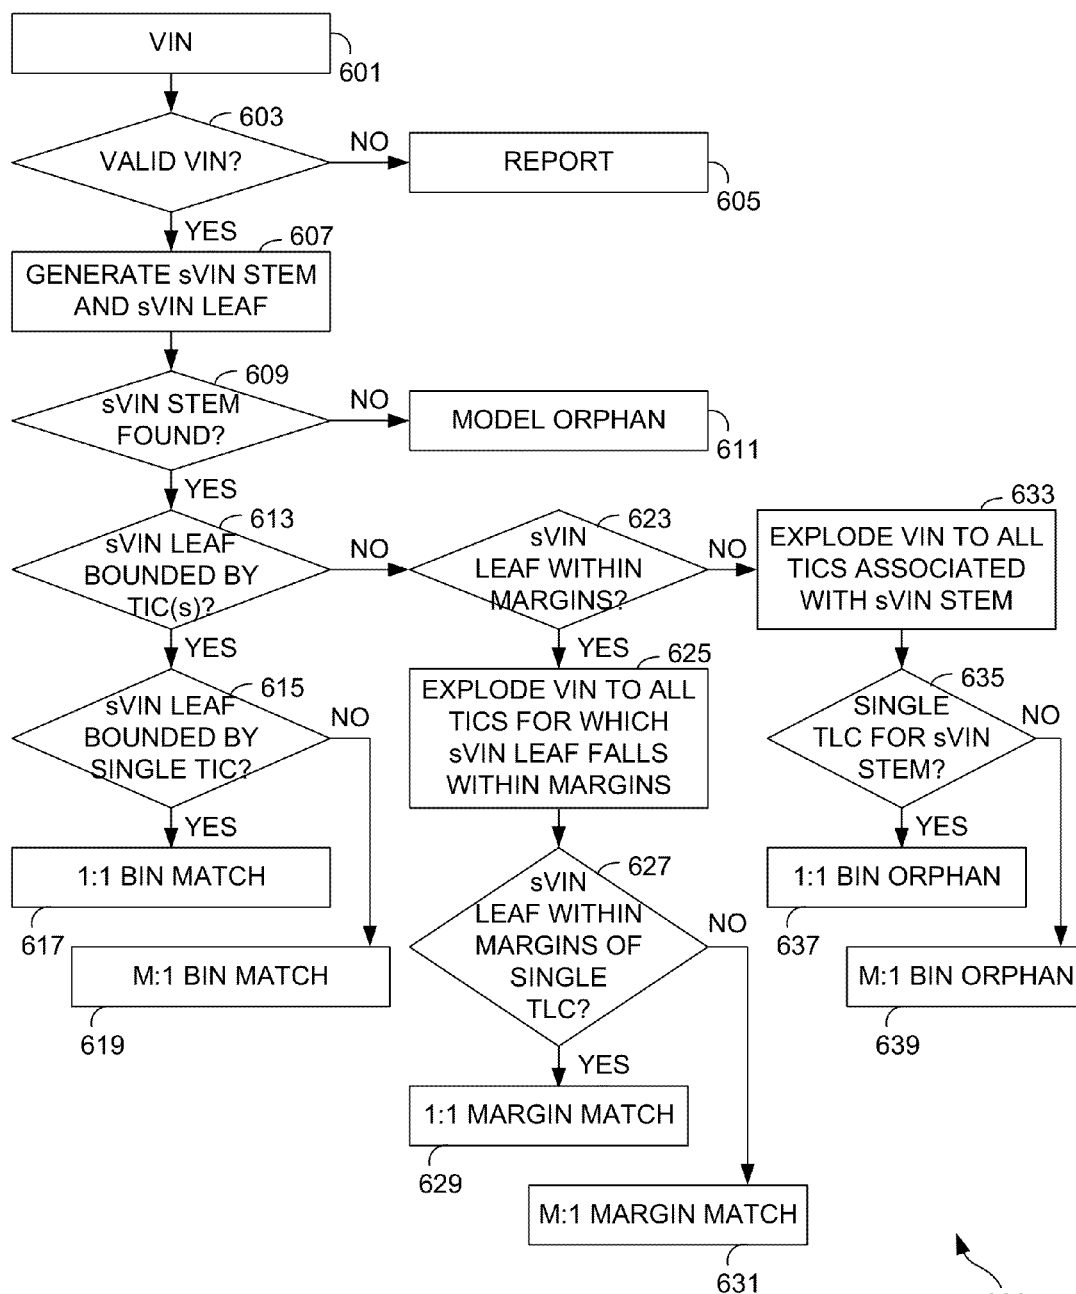 VIN
601
603
VALID VIN?
NO
REPORT
605
YES
607
GENERATE sVIN STEM
AND sVIN LEAF
609
sVIN STEM
FOUND?
NO
MODEL ORPHAN
611
YES
613
sVIN LEAF
BOUNDED BY
TIC(s)?
NO
623
sVIN
LEAF WITHIN
MARGINS?
NO
633
EXPLODE VIN TO ALL
TICS ASSOCIATED
WITH sVIN STEM
YES
615
sVIN LEAF
BOUNDED BY
SINGLE TIC?
NO
YES
625
EXPLODE VIN TO ALL
TICS FOR WHICH
sVIN LEAF FALLS
WITHIN MARGINS
635
SINGLE
TLC FOR sVIN
STEM?
NO
YES
1:1 BIN MATCH
617
M:1 BIN MATCH
619
627
sVIN
LEAF WITHIN
MARGINS OF
SINGLE
TLC?
NO
YES
1:1 BIN ORPHAN
637
M:1 BIN ORPHAN
639
YES
1:1 MARGIN MATCH
629
M:1 MARGIN MATCH
631